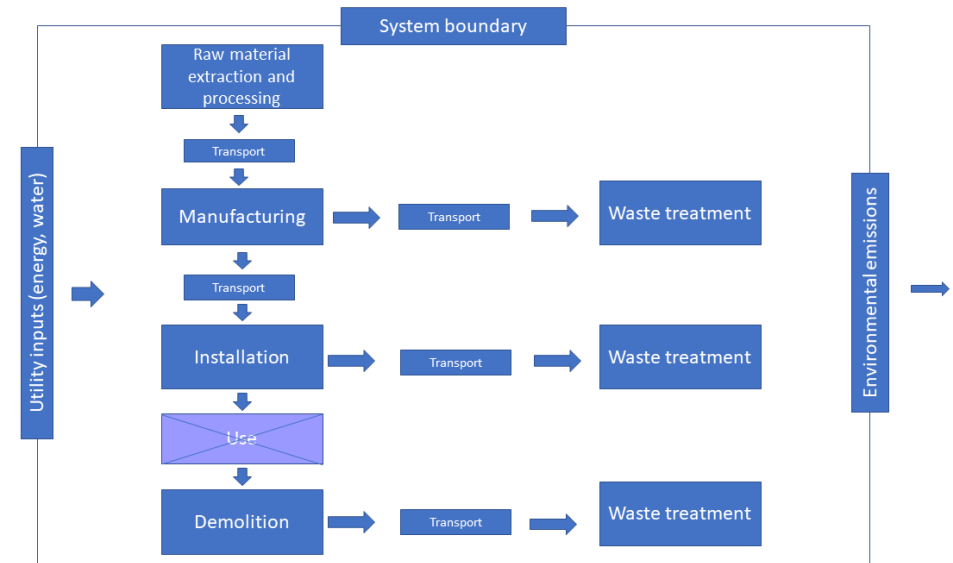 System boundary
Raw material
extraction and
processing
Transport
Manufacturing
Transport
Waste treatment
Transport
Installation
Transport
Waste treatment
Use
Demolition
Transport
Waste treatment
Utility inputs (energy, water)
Environmental emissions